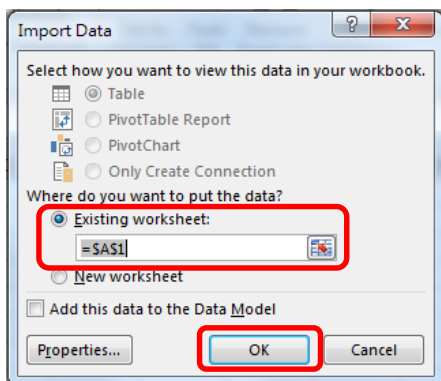 Import Data
?
Select how you want to view this data in your workbook.
Table
PivotTable Report
PivotChart
Only Create Connection
Where do you want to put the data?
Existing worksheet:
=$A$1
New worksheet
Add this data to the Data Model
Properties...
OK
Cancel